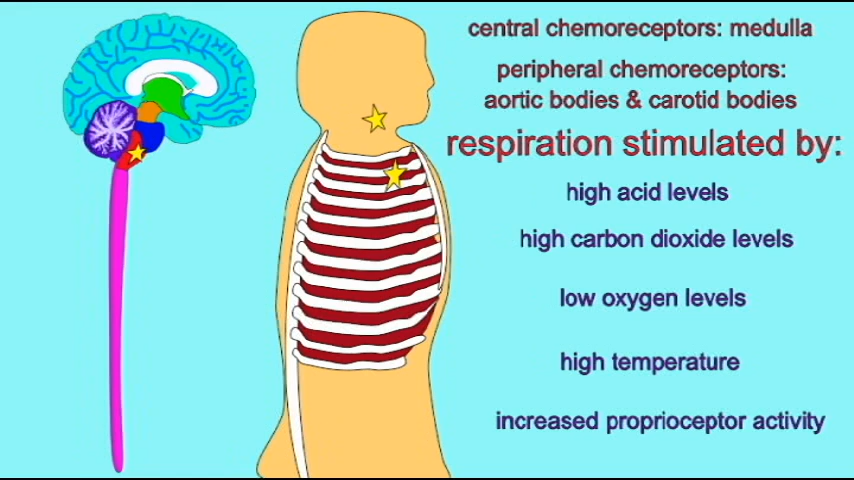 central chemoreceptors: medulla
peripheral chemoreceptors:
aortic bodies & carotid bodies
respiration stimulated by:
high acid levels
high carbon dioxide levels
low oxygen levels
high temperature
increased proprioceptor activity